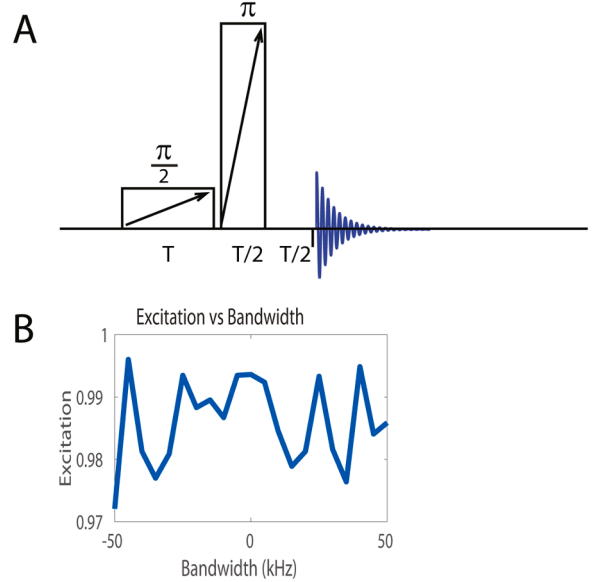 A
π
π
2
T
T/2
T/2
B
Excitation vs Bandwidth
1
0.99
0.98
0.97
Excitation
-50
0
50
Bandwidth (kHz)